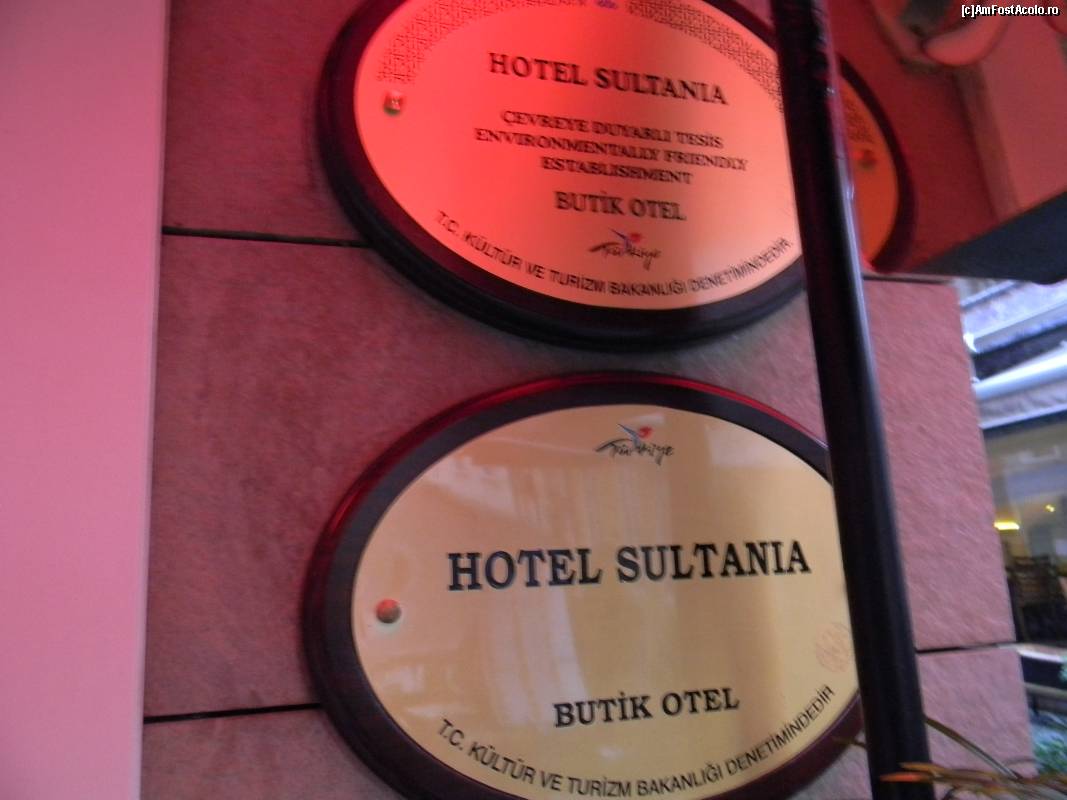 [c]AmFostAcolo.ro
HOTEL SULTANIA
ÇEVREYE DUYARLI TESİS
ENVIRONMENTALLY FRIENDLY
ESTABLISHMENT
BUTİK OTEL
Türkiye
T.C. KÜLTÜR VE TURİZM BAKANLIĞI DENETİMİNDEDİR.
Türkiye
HOTEL SULTANIA
BUTİK OTEL
T.C. KÜLTÜR VE TURİZM BAKANLIĞI DENETİMİNDEDİR